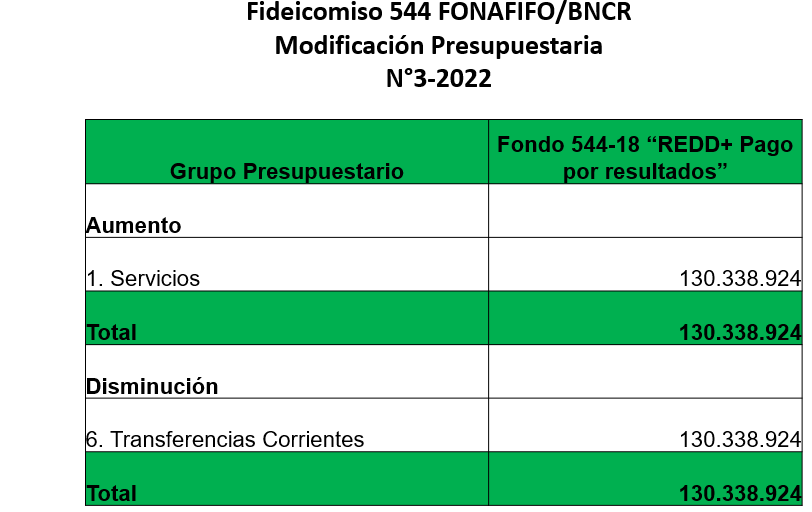 Fideicomiso 544 FONAFIFO/BNCR
Modificación Presupuestaria
N°3-2022
Grupo Presupuestario
Fondo 544-18 “REDD+ Pago
por resultados”
Aumento
1. Servicios 130.338.924
Total 130.338.924
Disminución
6. Transferencias Corrientes 130.338.924
Total 130.338.924